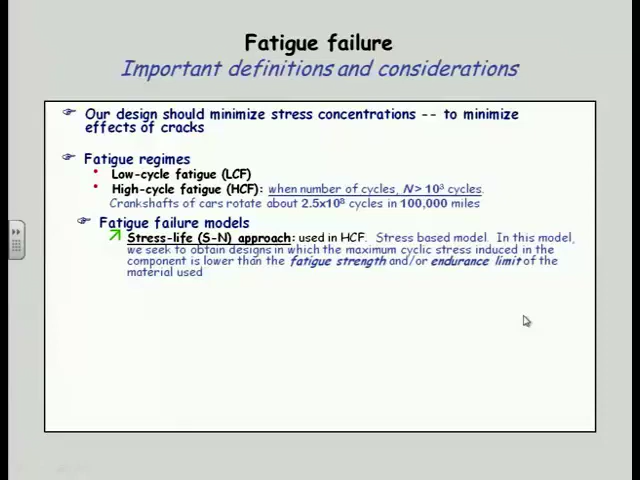 Fatigue failure
Important definitions and considerations
Our design should minimize stress concentrations -- to minimize
effects of cracks
Fatigue regimes
• Low-cycle fatigue (LCF)
• High-cycle fatigue (HCF): when number of cycles, N > 10³ cycles.
Crankshafts of cars rotate about 2.5x10⁸ cycles in 100,000 miles
Fatigue failure models
Stress-life (S-N) approach: used in HCF. Stress based model. In this model,
we seek to obtain designs in which the maximum cyclic stress induced in the
component is lower than the fatigue strength and/or endurance limit of the
material used